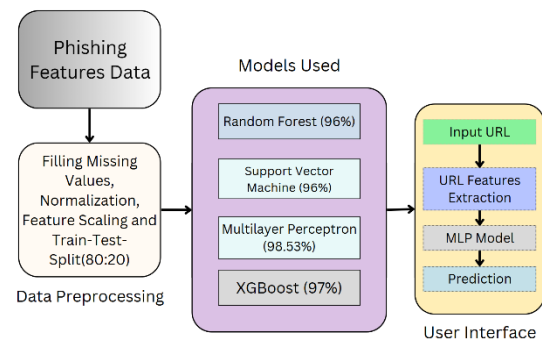 Phishing
Features Data
Filling Missing
Values,
Normalization,
Feature Scaling and
Train-Test-
Split(80:20)
Data Preprocessing
Models Used
Random Forest (96%)
Support Vector
Machine (96%)
Multilayer Perceptron
(98.53%)
XGBoost (97%)
Input URL
URL Features
Extraction
MLP Model
Prediction
User Interface